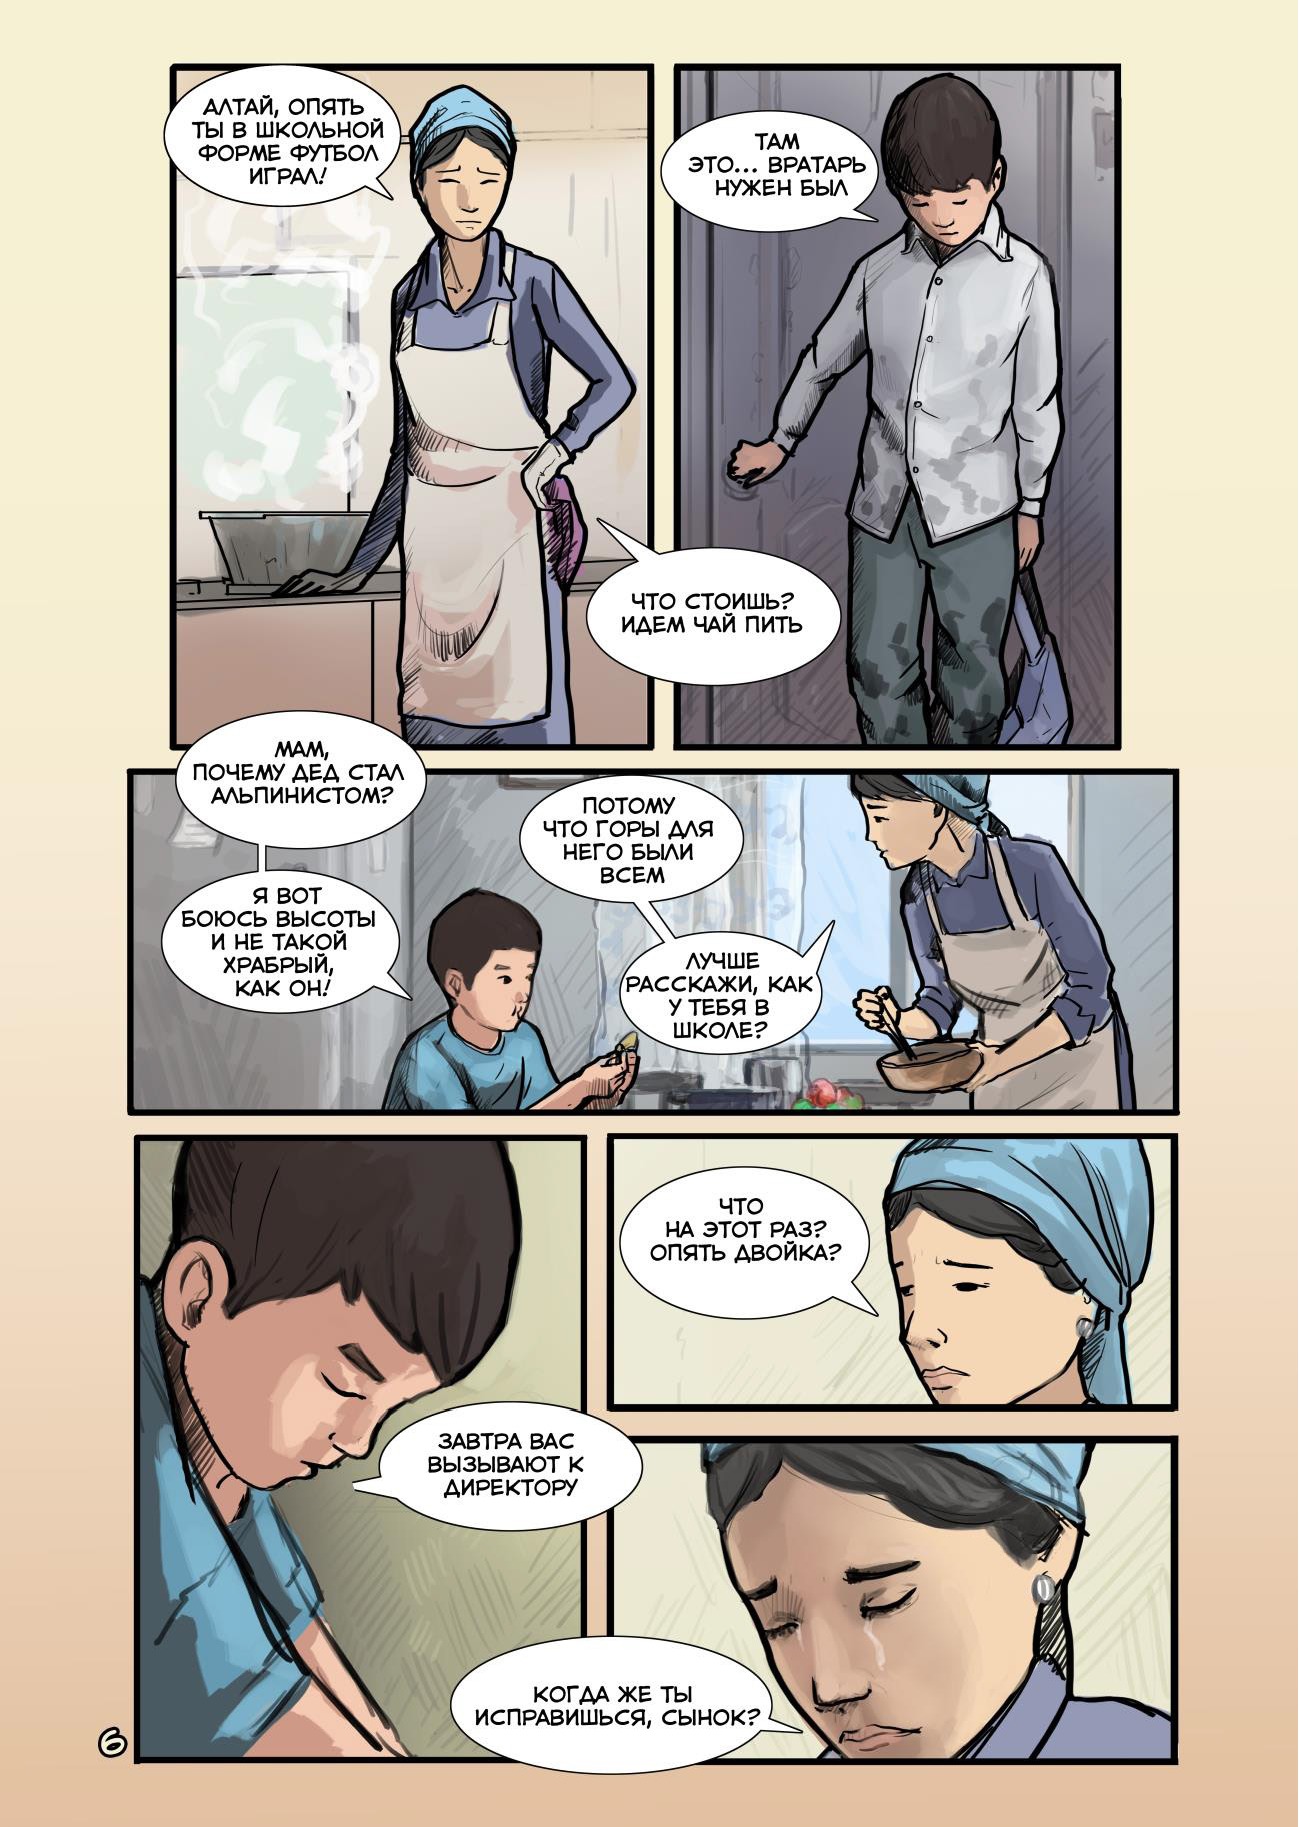 АЛТАЙ, ОПЯТЬ
ТЫ В ШКОЛЬНОЙ
ФОРМЕ ФУТБОЛ
ИГРАЛ!
ТАМ
ЭТО... ВРАТАРЬ
НУЖЕН БЫЛ
ЧТО СТОИШЬ?
ИДЕМ ЧАЙ ПИТЬ
МАМ,
ПОЧЕМУ ДЕД СТАЛ
АЛЬПИНИСТОМ?
Я ВОТ
БОЮСЬ ВЫСОТЫ
И НЕ ТАКОЙ
ХРАБРЫЙ,
КАК ОН!
ПОТОМУ
ЧТО ГОРЫ ДЛЯ
НЕГО БЫЛИ
ВСЕМ
ЛУЧШЕ
РАССКАЖИ, КАК
У ТЕБЯ В
ШКОЛЕ?
ЗАВТРА ВАС
ВЫЗЫВАЮТ К
ДИРЕКТОРУ
ЧТО
НА ЭТОТ РАЗ?
ОПЯТЬ ДВОЙКА?
КОГДА ЖЕ ТЫ
ИСПРАВИШЬСЯ, СЫНОК?
6